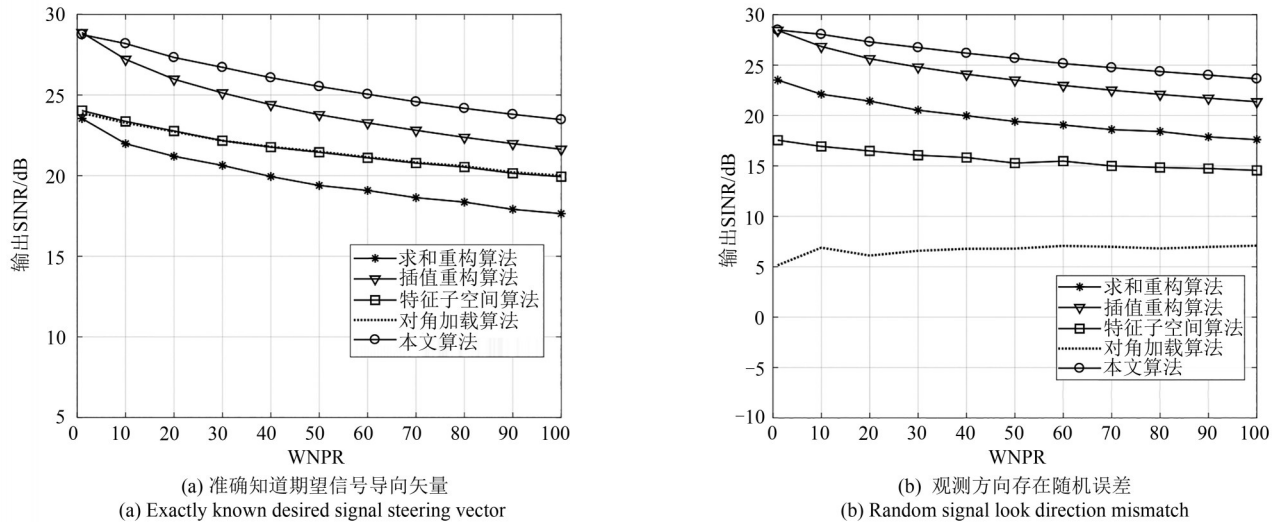 30
25
20
15
10
5
输出SINR/dB
求和重构算法
插值重构算法
特征子空间算法
对角加载算法
本文算法
0 10 20 30 40 50 60 70 80 90 100
WNPR
(a) 准确知道期望信号导向矢量
(a) Exactly known desired signal steering vector
30
25
20
15
10
5
0
−5
−10
输出SINR/dB
求和重构算法
插值重构算法
特征子空间算法
对角加载算法
本文算法
0 10 20 30 40 50 60 70 80 90 100
WNPR
(b) 观测方向存在随机误差
(b) Random signal look direction mismatch